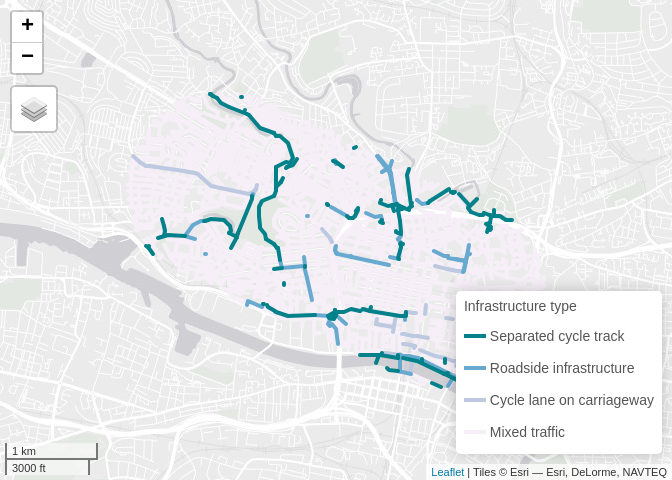 +
−
Infrastructure type
Separated cycle track
Roadside infrastructure
Cycle lane on carriageway
Mixed traffic
1 km
3000 ft
Leaflet | Tiles © Esri — Esri, DeLorme, NAVTEQ